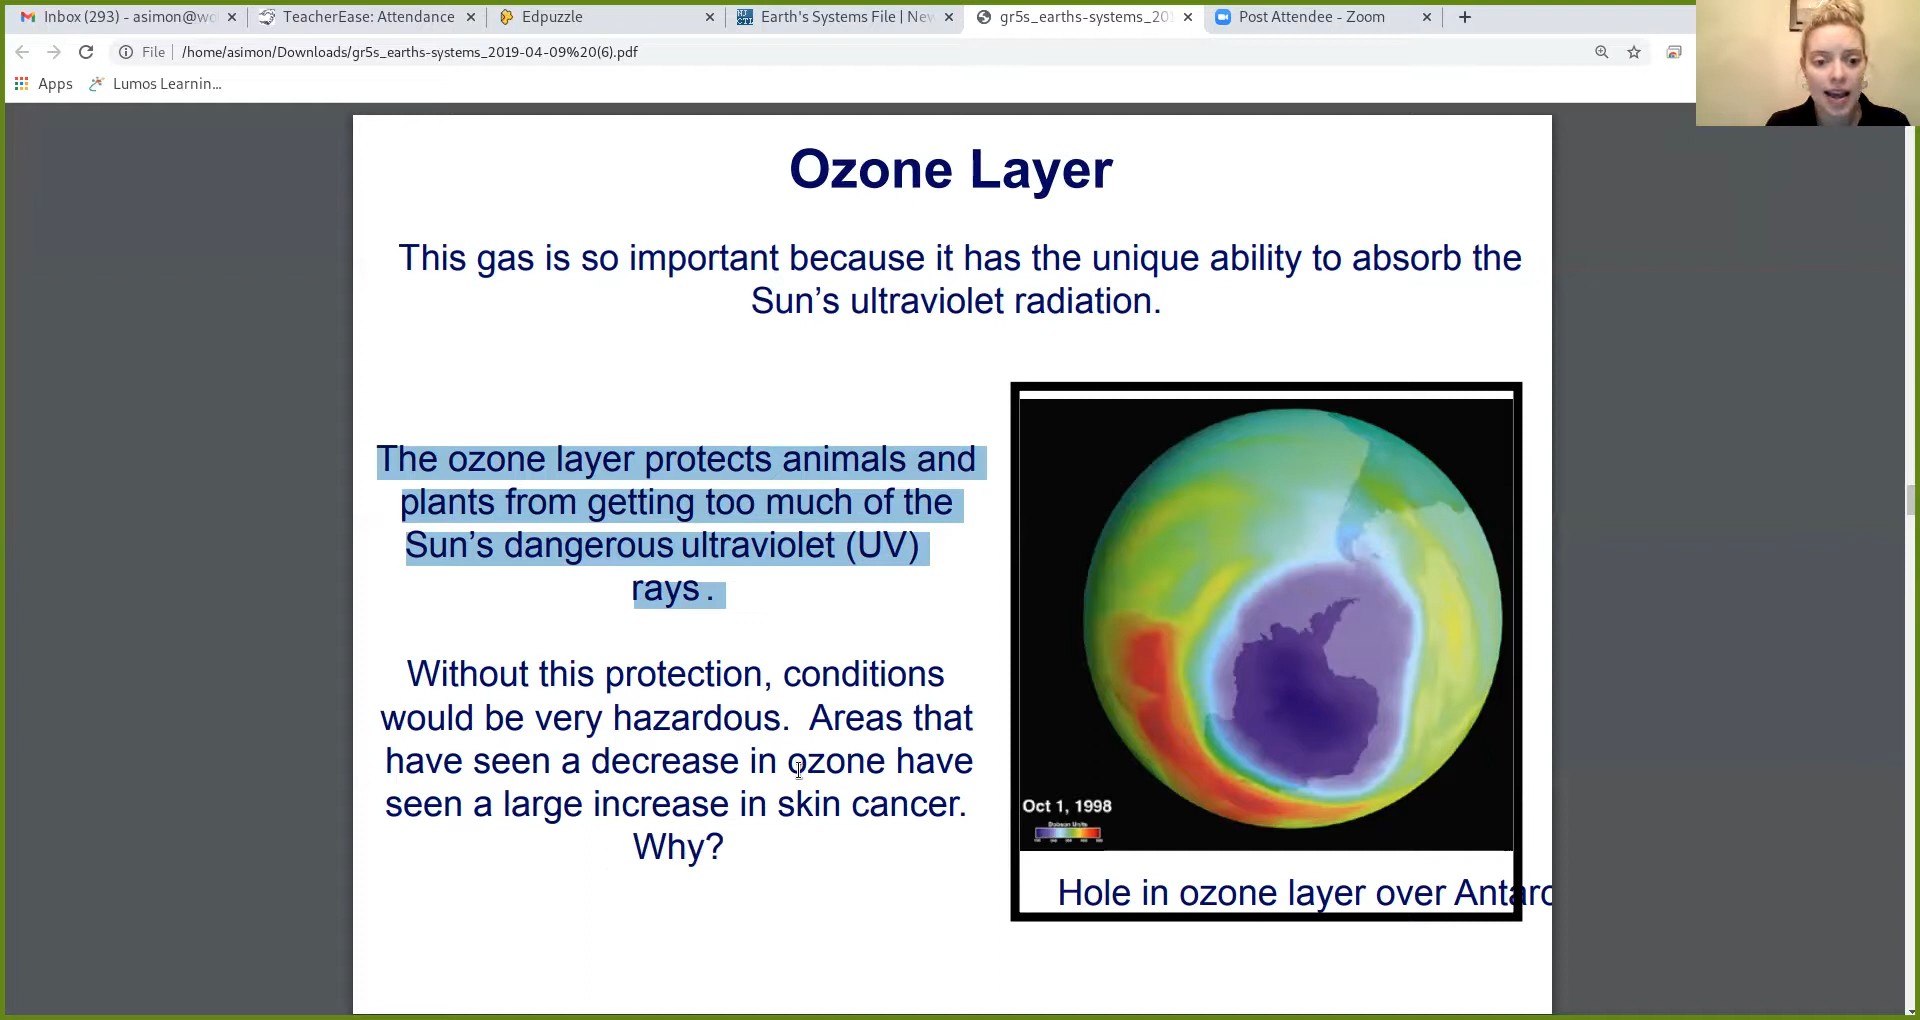 Inbox (293) - asimon@wo
TeacherEase: Attendance
Edpuzzle
Earth's Systems File | New
gr5s_earths-systems_201
Post Attendee - Zoom
File
/home/asimon/Downloads/gr5s_earths-systems_2019-04-09%20(6).pdf
Apps
Lumos Learnin...
Ozone Layer
This gas is so important because it has the unique ability to absorb the
Sun’s ultraviolet radiation.
The ozone layer protects animals and
plants from getting too much of the
Sun’s dangerous ultraviolet (UV)
rays .
Without this protection, conditions
would be very hazardous. Areas that
have seen a decrease in ozone have
seen a large increase in skin cancer.
Why?
Oct 1, 1998
Dobson Units
Hole in ozone layer over Antarc